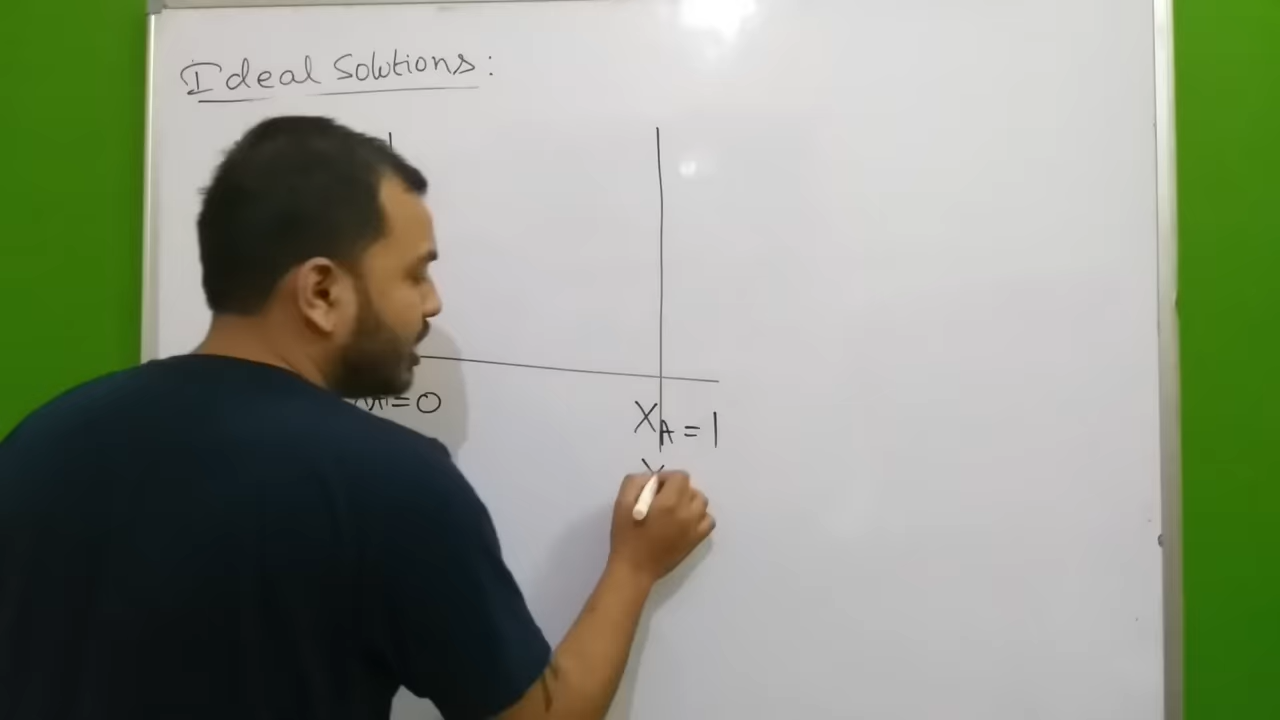 Ideal Solutions:
=0
X_A = 1
X